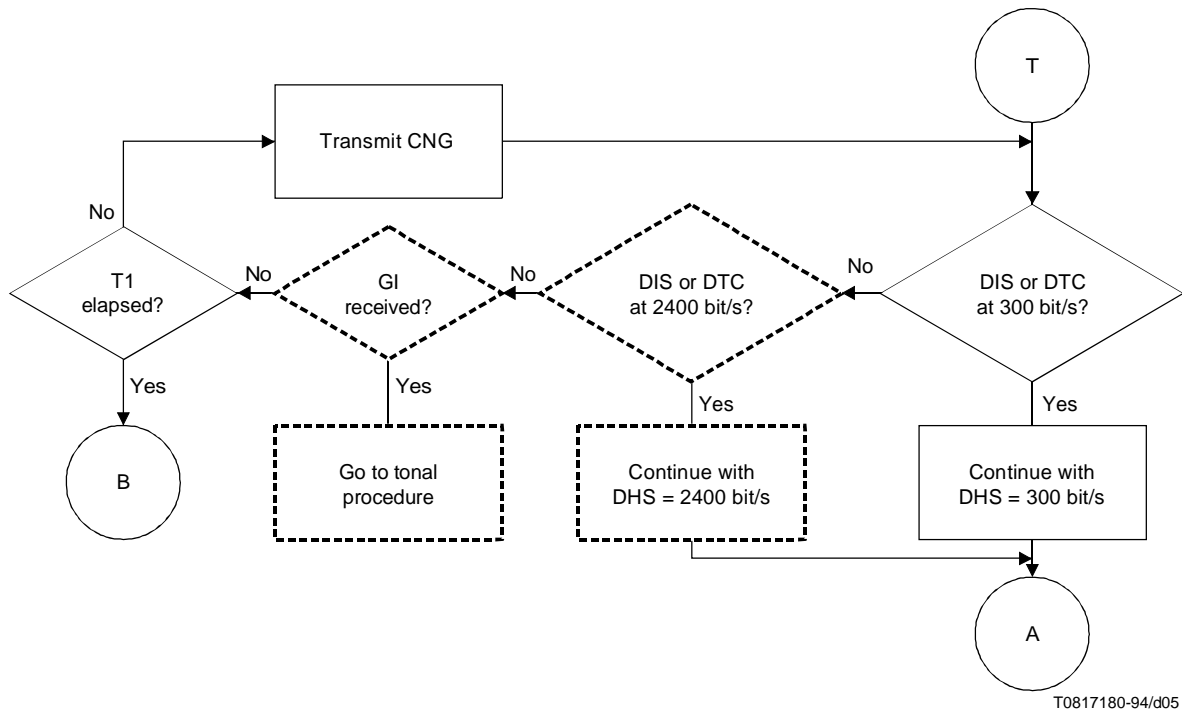 T
Transmit CNG
No
T1
elapsed?
No
GI
received?
No
DIS or DTC
at 2400 bit/s?
No
DIS or DTC
at 300 bit/s?
Yes
Yes
Yes
Yes
B
Go to tonal
procedure
Continue with
DHS = 2400 bit/s
Continue with
DHS = 300 bit/s
A
T0817180-94/d05